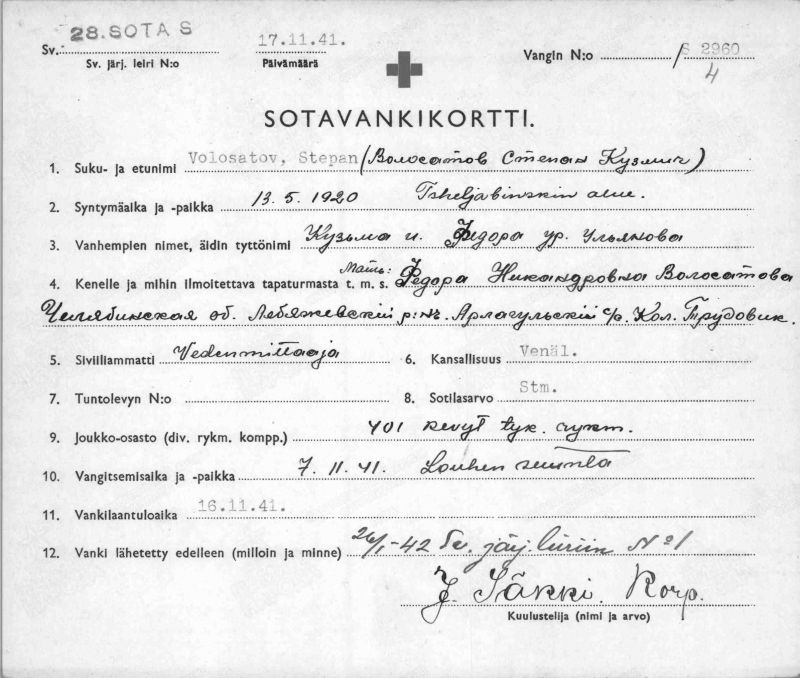 28.SOTA S
Sv.
Sv. järj. leiri N:o
17.11.41.
Päivämäärä
Vangin N:o / S 2960
4
SOTAVANKIKORTTI.
1. Suku- ja etunimi Volosatov, Stepan (Волосатов Степан Кузмич)
2. Syntymäaika ja -paikka 13.5.1920 Tsheljabinskin alue.
3. Vanhempien nimet, äidin tyttönimi Кузьма и Федора ур. Ульянова
4. Kenelle ja mihin ilmoitettava tapaturmasta t. m. s. Мать: Федора Никандровна Волосатова
Челябинская об. Лебяжевский р:нъ. Арлагульский с/р. Кол. Трудовик.
5. Siviiliammatti Vedenmittaaja
6. Kansallisuus Venäl.
7. Tuntolevyn N:o
8. Sotilasarvo Stm.
9. Joukko-osasto (div. rykm. kompp.) 401 kevyt tyk. rykm.
10. Vangitsemisaika ja -paikka 7.11.41. Louhen suunta
11. Vankilaantuloaika 16.11.41.
12. Vanki lähetetty edelleen (milloin ja minne) 26/1-42 Sv. järj. leiriin No1
J. Säkki. Korp.
Kuulustelija (nimi ja arvo)